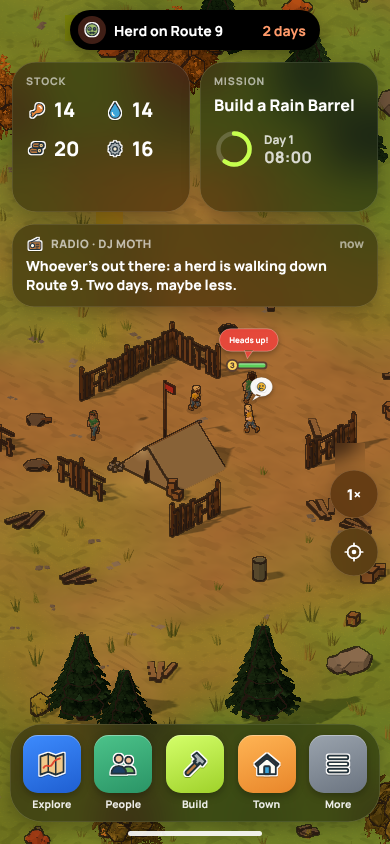 Herd on Route 9 2 days
STOCK
14 14
20 16
MISSION
Build a Rain Barrel
Day 1
08:00
RADIO · DJ MOTH now
Whoever's out there: a herd is walking down
Route 9. Two days, maybe less.
Heads up!
3
1×
Explore People Build Town More